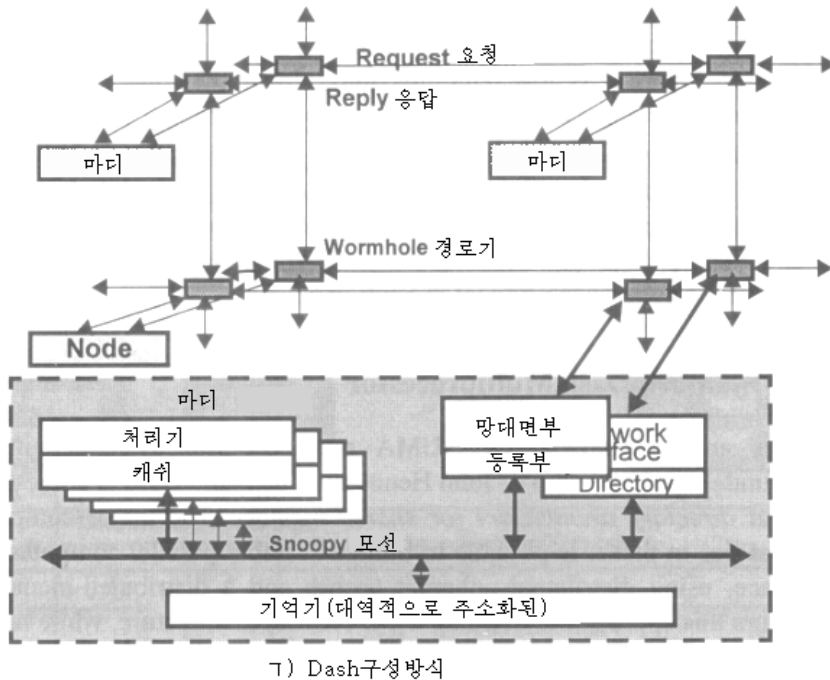 Request 요청
Reply 응답
마디
마디
Wormhole 경로기
Node
마디
처리기
캐쉬
망대면부
등록부
work
face
Directory
Snoopy 모선
기억기(대역적으로 주소화된)
ㄱ) Dash구성방식